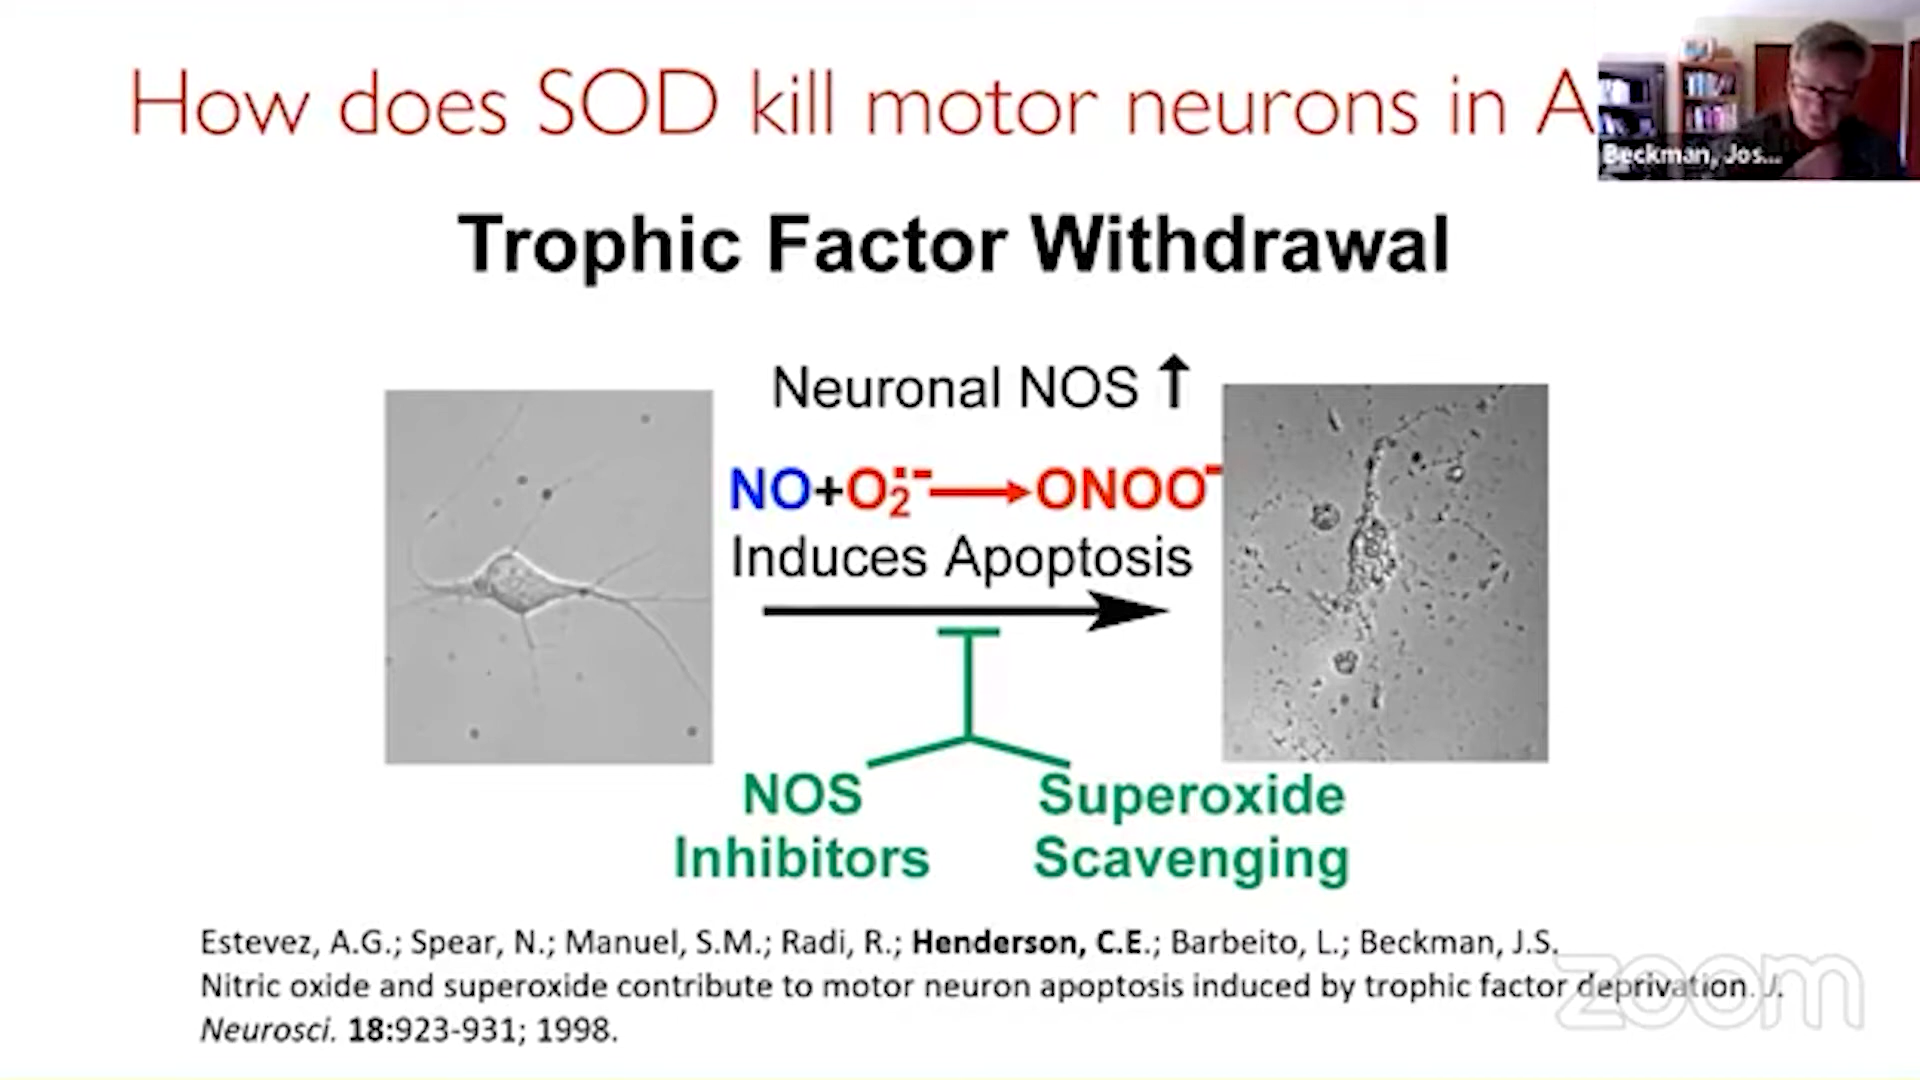 How does SOD kill motor neurons in A
Beckman, Jos...
Trophic Factor Withdrawal
Neuronal NOS ↑
NO+O₂•⁻→ONOO⁻
Induces Apoptosis
NOS Inhibitors
Superoxide Scavenging
Estevez, A.G.; Spear, N.; Manuel, S.M.; Radi, R.; Henderson, C.E.; Barbeito, L.; Beckman, J.S.
Nitric oxide and superoxide contribute to motor neuron apoptosis induced by trophic factor deprivation. J.
Neurosci. 18:923-931; 1998.
zoom